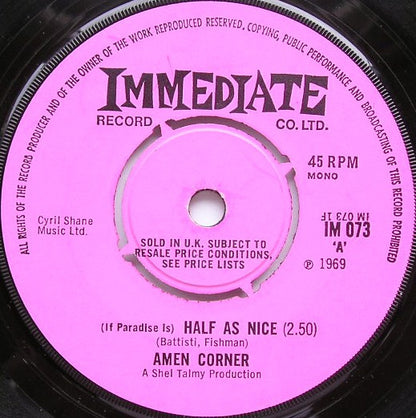 ALL RIGHTS OF THE RECORD PRODUCER AND OF THE OWNER OF THE WORK REPRODUCED RESERVED, COPYING, PUBLIC PERFORMANCE AND BROADCASTING OF THIS RECORD PROHIBITED
IMMEDIATE
RECORD CO. LTD.
45 RPM
MONO
IM 073 1F
IM 073
'A'
℗ 1969
Cyril Shane
Music Ltd.
SOLD IN U.K. SUBJECT TO
RESALE PRICE CONDITIONS,
SEE PRICE LISTS
(If Paradise Is) HALF AS NICE (2.50)
(Battisti, Fishman)
AMEN CORNER
A Shel Talmy Production